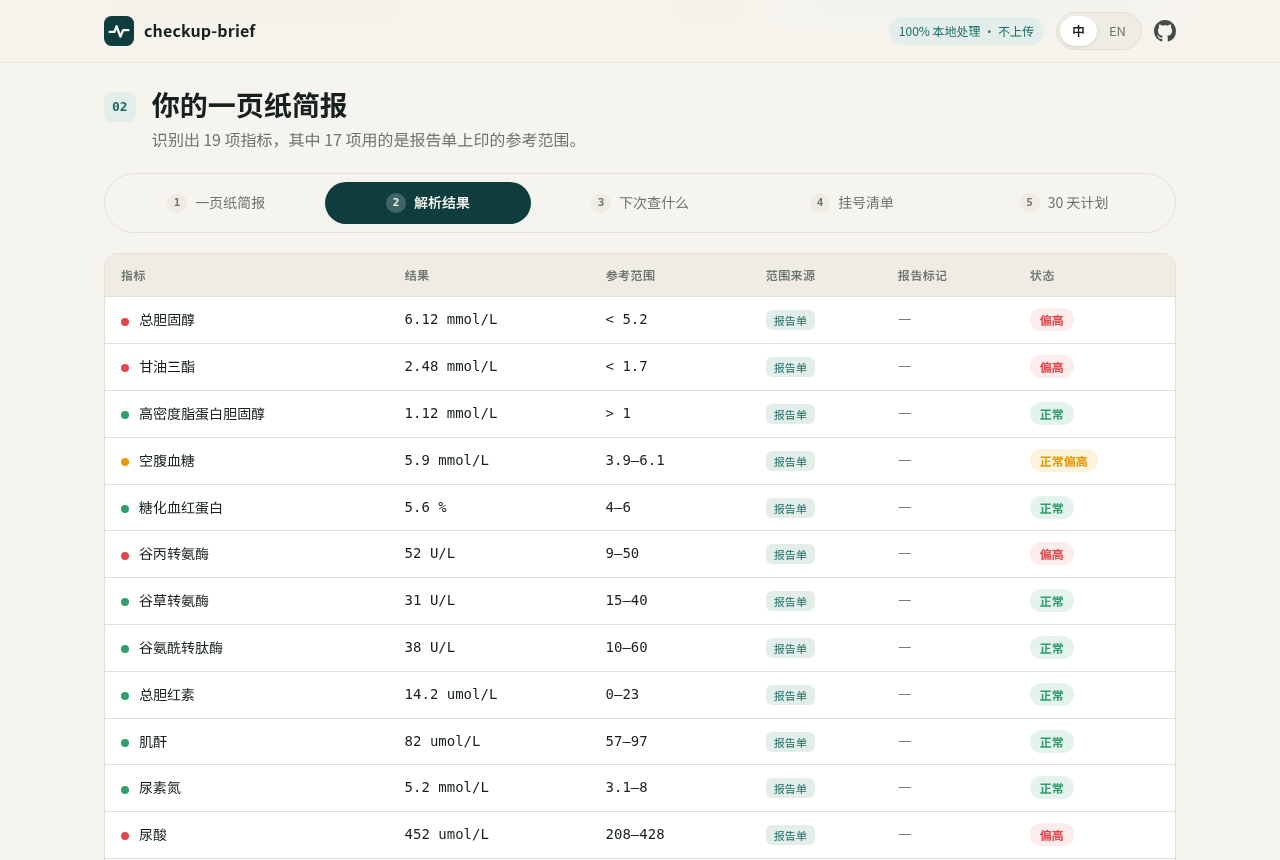 checkup-brief
100% 本地处理 · 不上传
中 EN
02 你的一页纸简报
识别出 19 项指标，其中 17 项用的是报告单上印的参考范围。
1 一页纸简报 2 解析结果 3 下次查什么 4 挂号清单 5 30 天计划
指标 结果 参考范围 范围来源 报告标记 状态
总胆固醇 6.12 mmol/L < 5.2 报告单 — 偏高
甘油三酯 2.48 mmol/L < 1.7 报告单 — 偏高
高密度脂蛋白胆固醇 1.12 mmol/L > 1 报告单 — 正常
空腹血糖 5.9 mmol/L 3.9–6.1 报告单 — 正常偏高
糖化血红蛋白 5.6 % 4–6 报告单 — 正常
谷丙转氨酶 52 U/L 9–50 报告单 — 偏高
谷草转氨酶 31 U/L 15–40 报告单 — 正常
谷氨酰转肽酶 38 U/L 10–60 报告单 — 正常
总胆红素 14.2 umol/L 0–23 报告单 — 正常
肌酐 82 umol/L 57–97 报告单 — 正常
尿素氮 5.2 mmol/L 3.1–8 报告单 — 正常
尿酸 452 umol/L 208–428 报告单 — 偏高